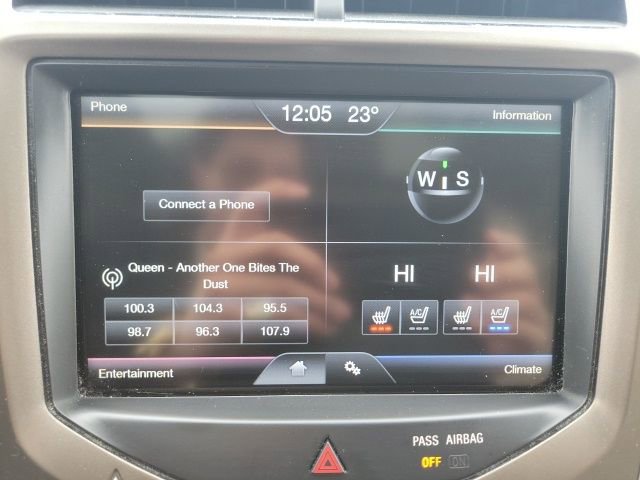 Phone
12:05 23°
Information
W S
Connect a Phone
Queen - Another One Bites The
Dust
100.3 104.3 95.5
98.7 96.3 107.9
HI HI
A/C A/C
Entertainment
Climate
PASS AIRBAG
OFF ON